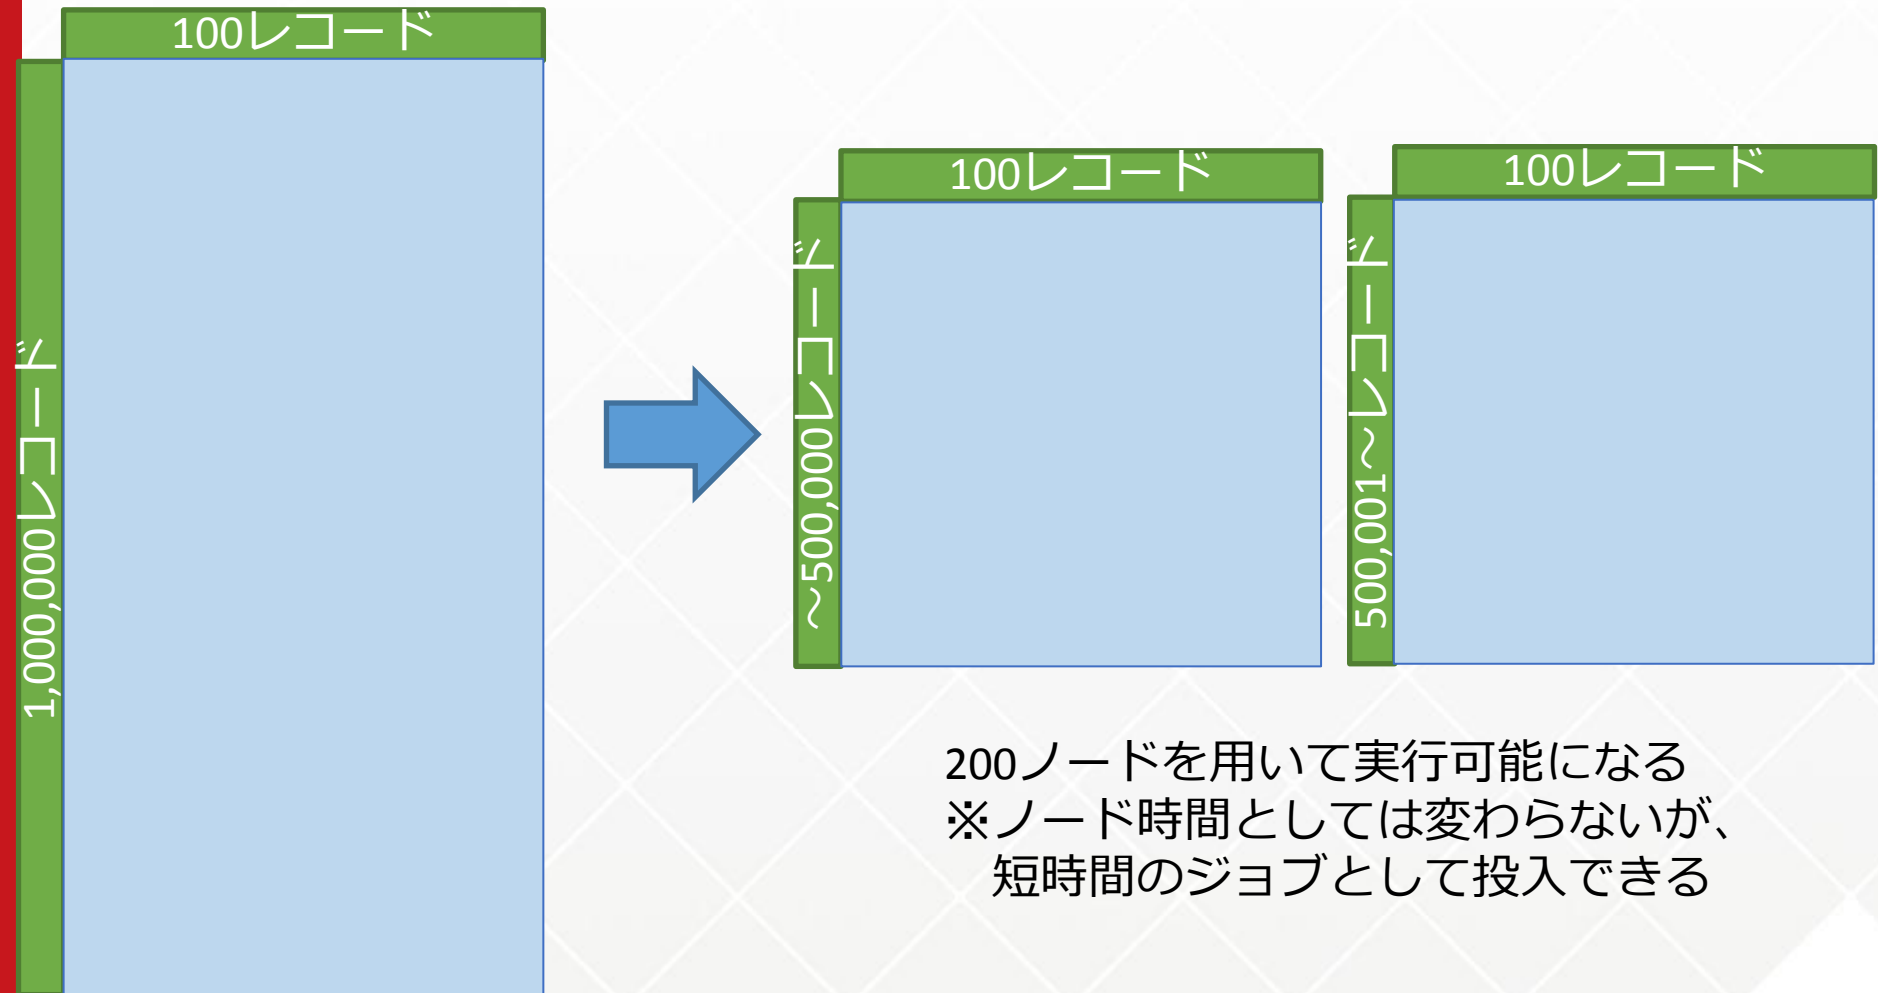 100レコード
1,000,000レコード
100レコード
～500,000レコード
100レコード
500,001～レコード
200ノードを用いて実行可能になる
※ノード時間としては変わらないが、
短時間のジョブとして投入できる